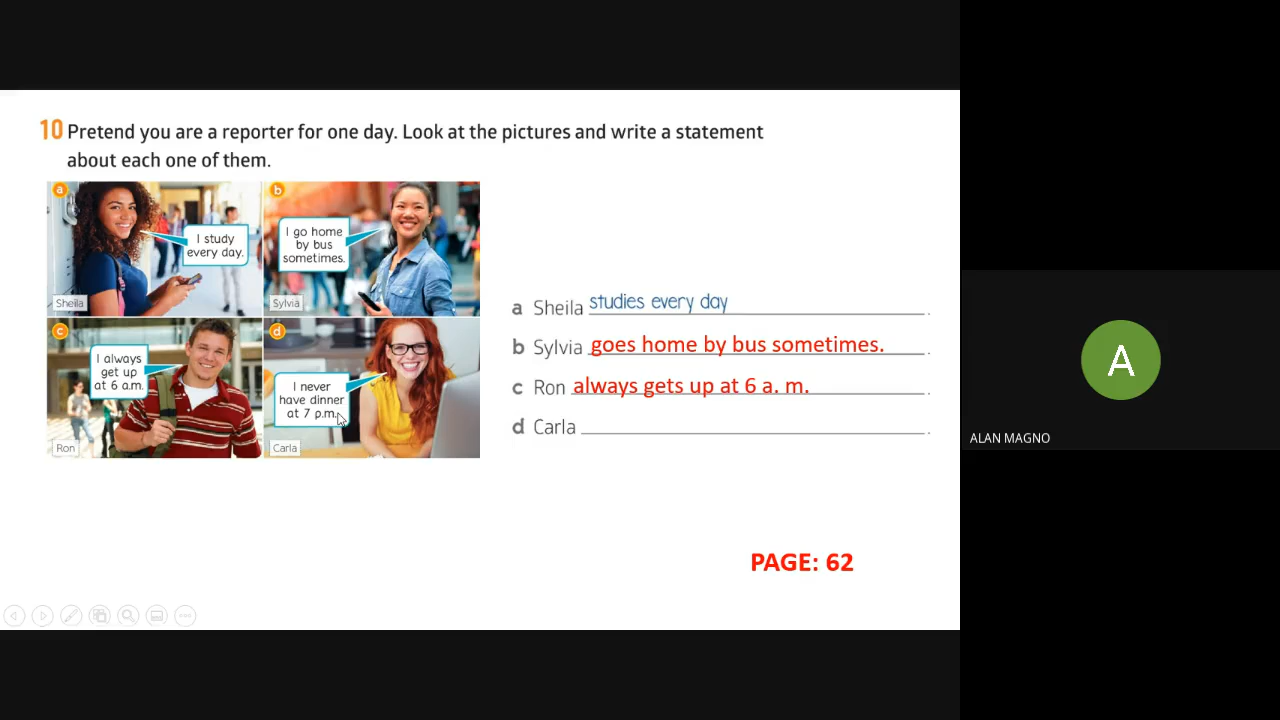 10 Pretend you are a reporter for one day. Look at the pictures and write a statement
about each one of them.
a
I study
every day.
Sheila
b
I go home
by bus
sometimes.
Sylvia
c
I always
get up
at 6 a.m.
Ron
d
I never
have dinner
at 7 p.m.
Carla
a Sheila studies every day .
b Sylvia goes home by bus sometimes. .
c Ron always gets up at 6 a. m. .
d Carla .
PAGE: 62
A
ALAN MAGNO